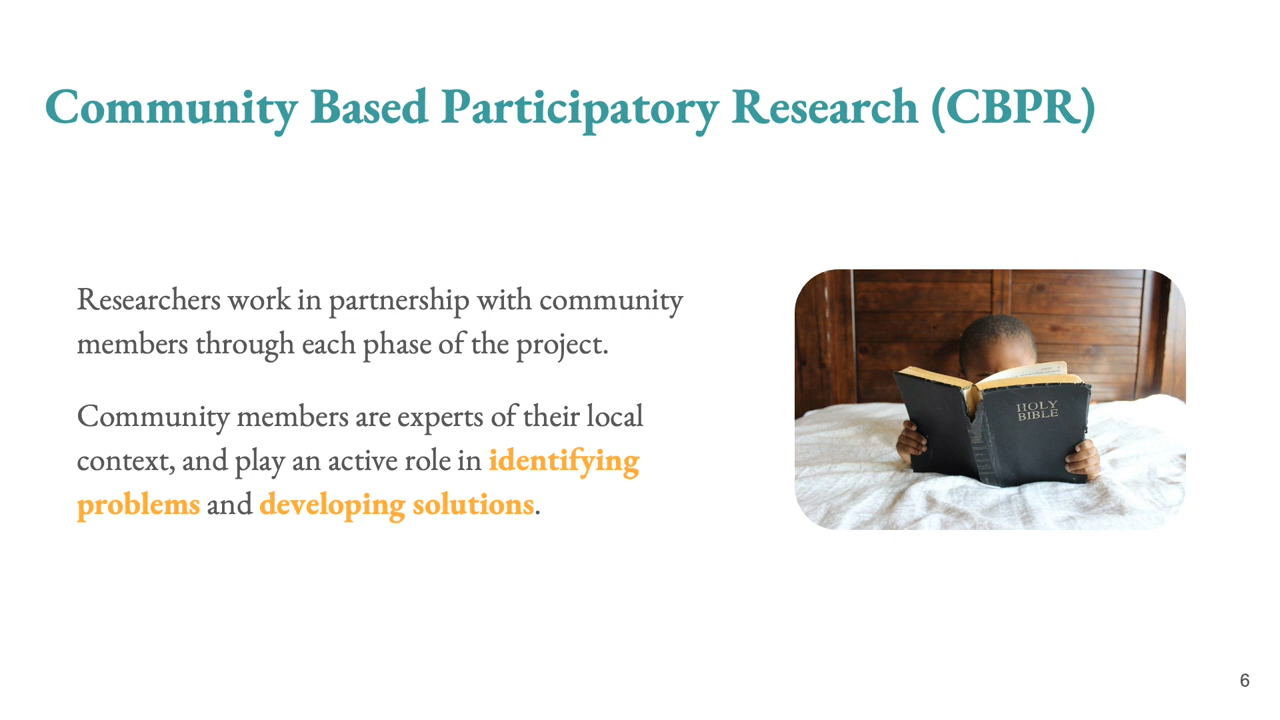 Community Based Participatory Research (CBPR)
Researchers work in partnership with community
members through each phase of the project.
Community members are experts of their local
context, and play an active role in identifying
problems and developing solutions.
HOLY
BIBLE
6